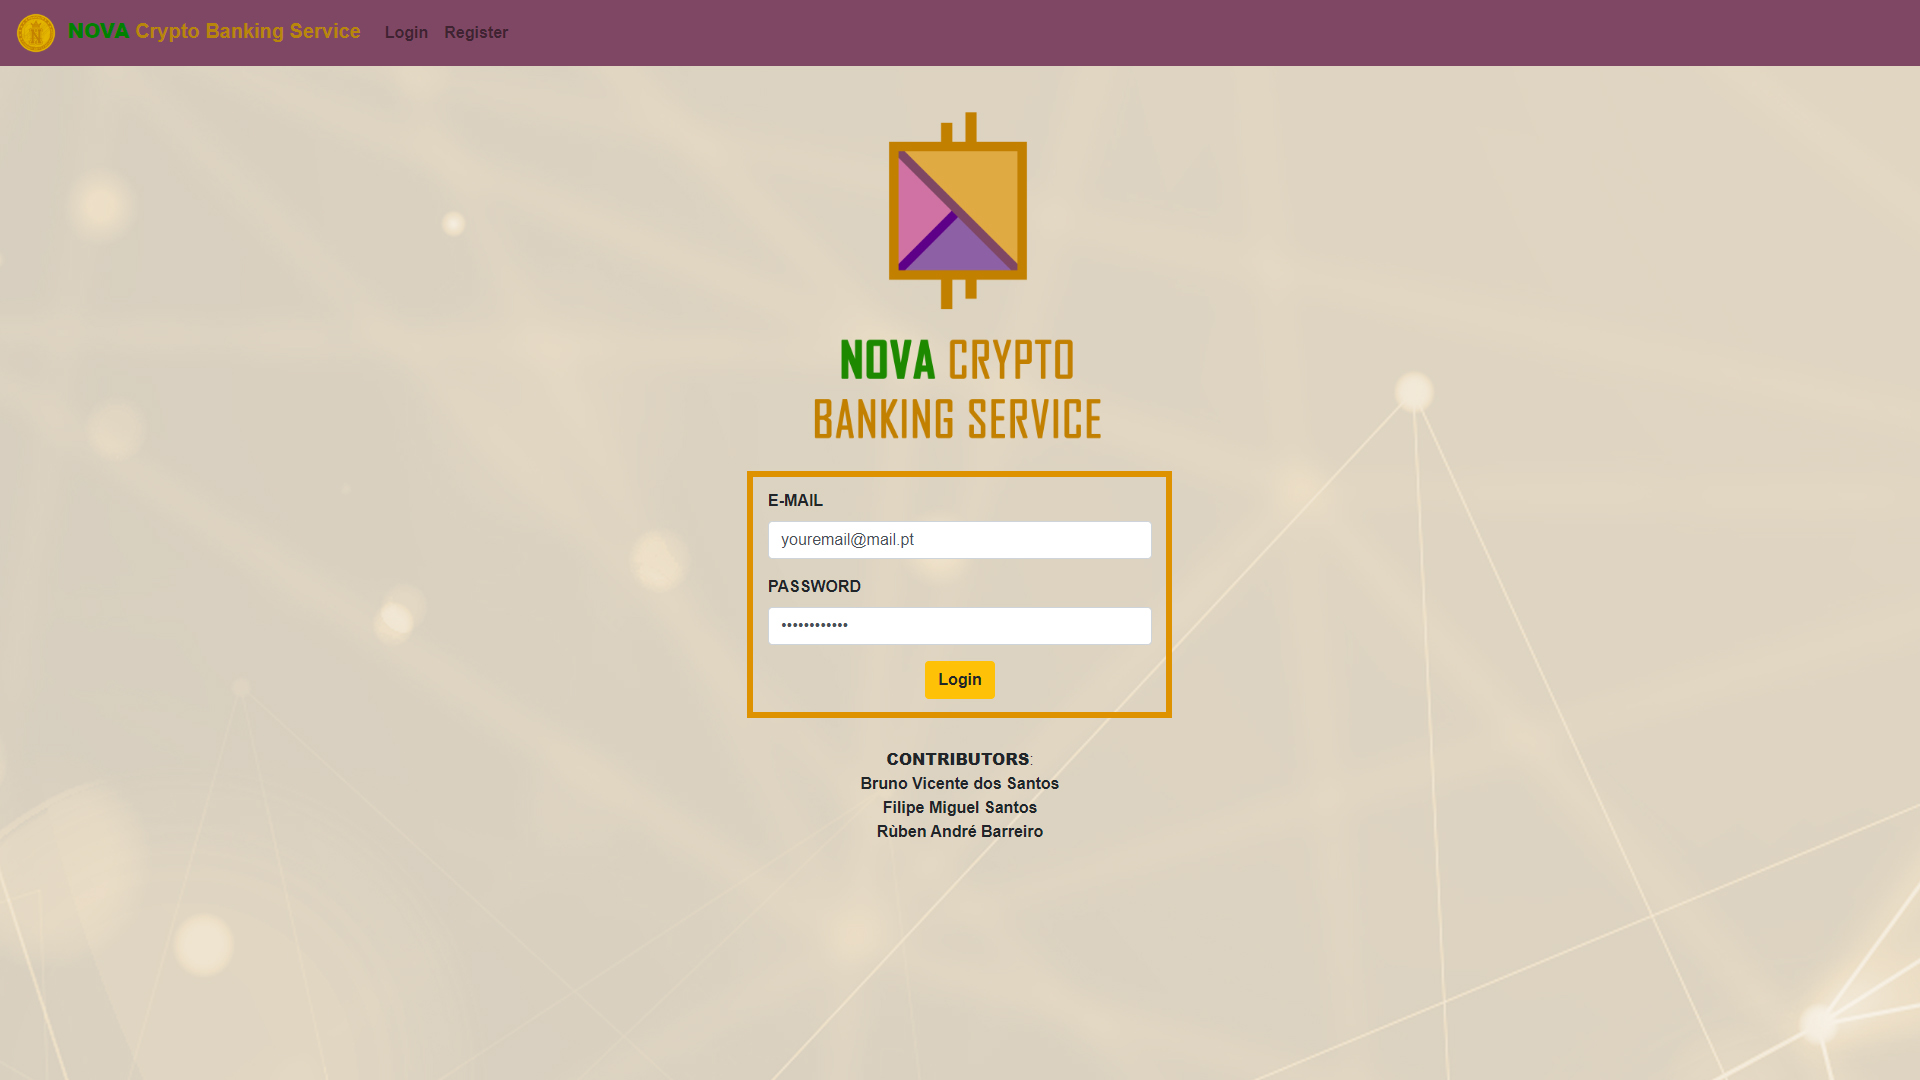 NOVA Crypto Banking Service Login Register
NOVA CRYPTO
BANKING SERVICE
E-MAIL
youremail@mail.pt
PASSWORD
••••••••••••
Login
CONTRIBUTORS:
Bruno Vicente dos Santos
Filipe Miguel Santos
Rùben André Barreiro